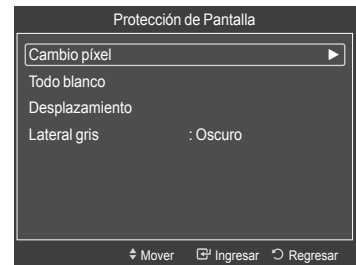 Protección de Pantalla
Cambio píxel
Todo blanco
Desplazamiento
Lateral gris : Oscuro
Mover Ingresar Regresar